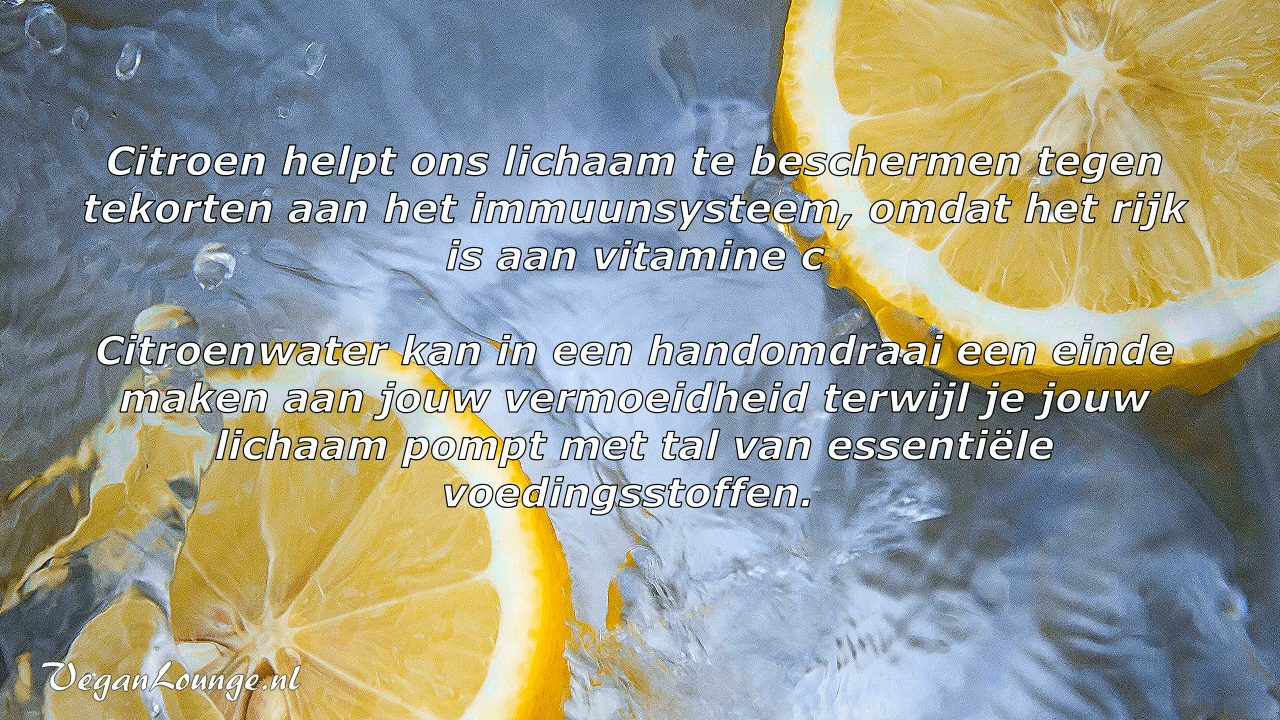 Citroen helpt ons lichaam te beschermen tegen
tekorten aan het immuunsysteem, omdat het rijk
is aan vitamine c
Citroenwater kan in een handomdraai een einde
maken aan jouw vermoeidheid terwijl je jouw
lichaam pompt met tal van essentiële
voedingsstoffen.
VeganLounge.nl